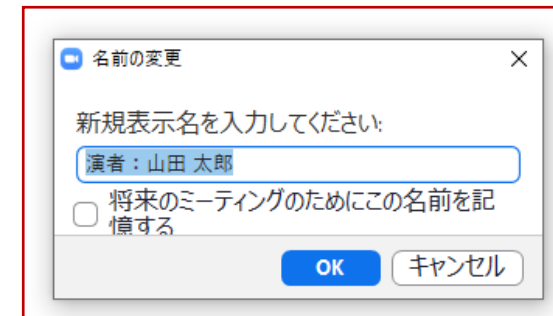 名前の変更
新規表示名を入力してください:
演者：山田 太郎
将来のミーティングのためにこの名前を記
憶する
OK キャンセル